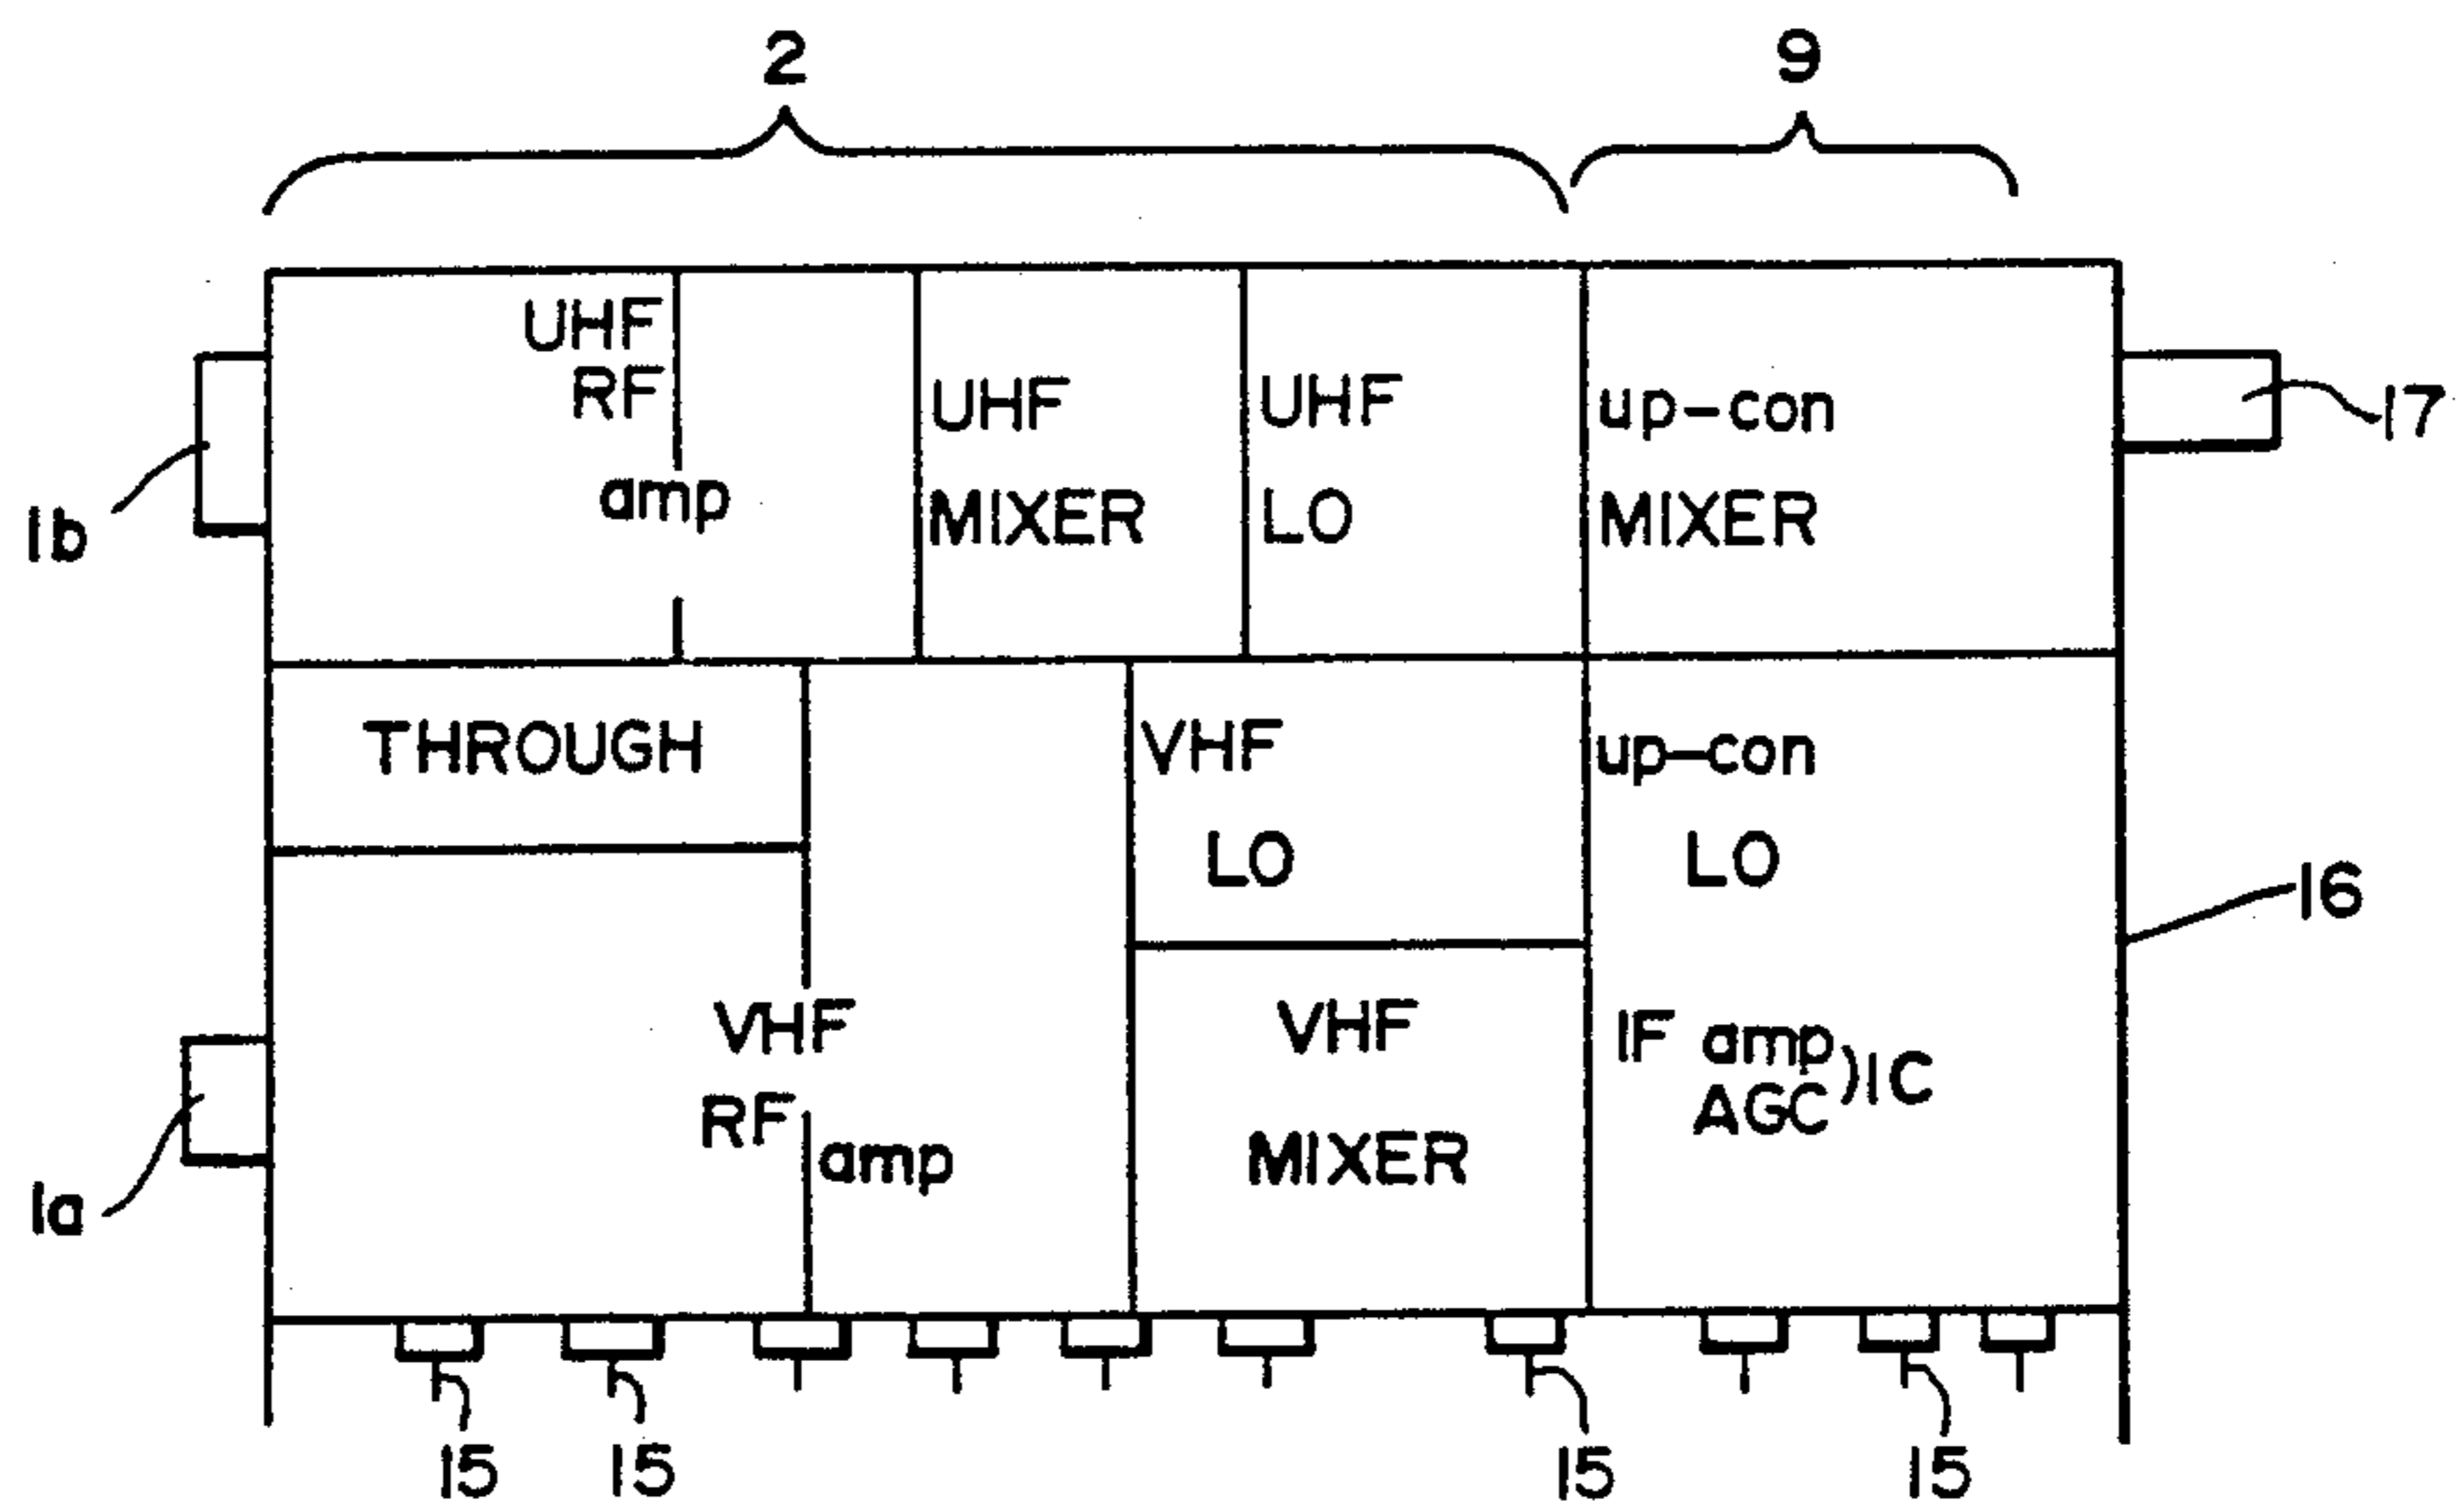 2
9
UHF
RF
amp
UHF
MIXER
UHF
LO
up-con
MIXER
17
1b
THROUGH
VHF
LO
up-con
LO
16
VHF
RF
amp
VHF
MIXER
IF amp
AGC
)IC
1a
15
15
15
15